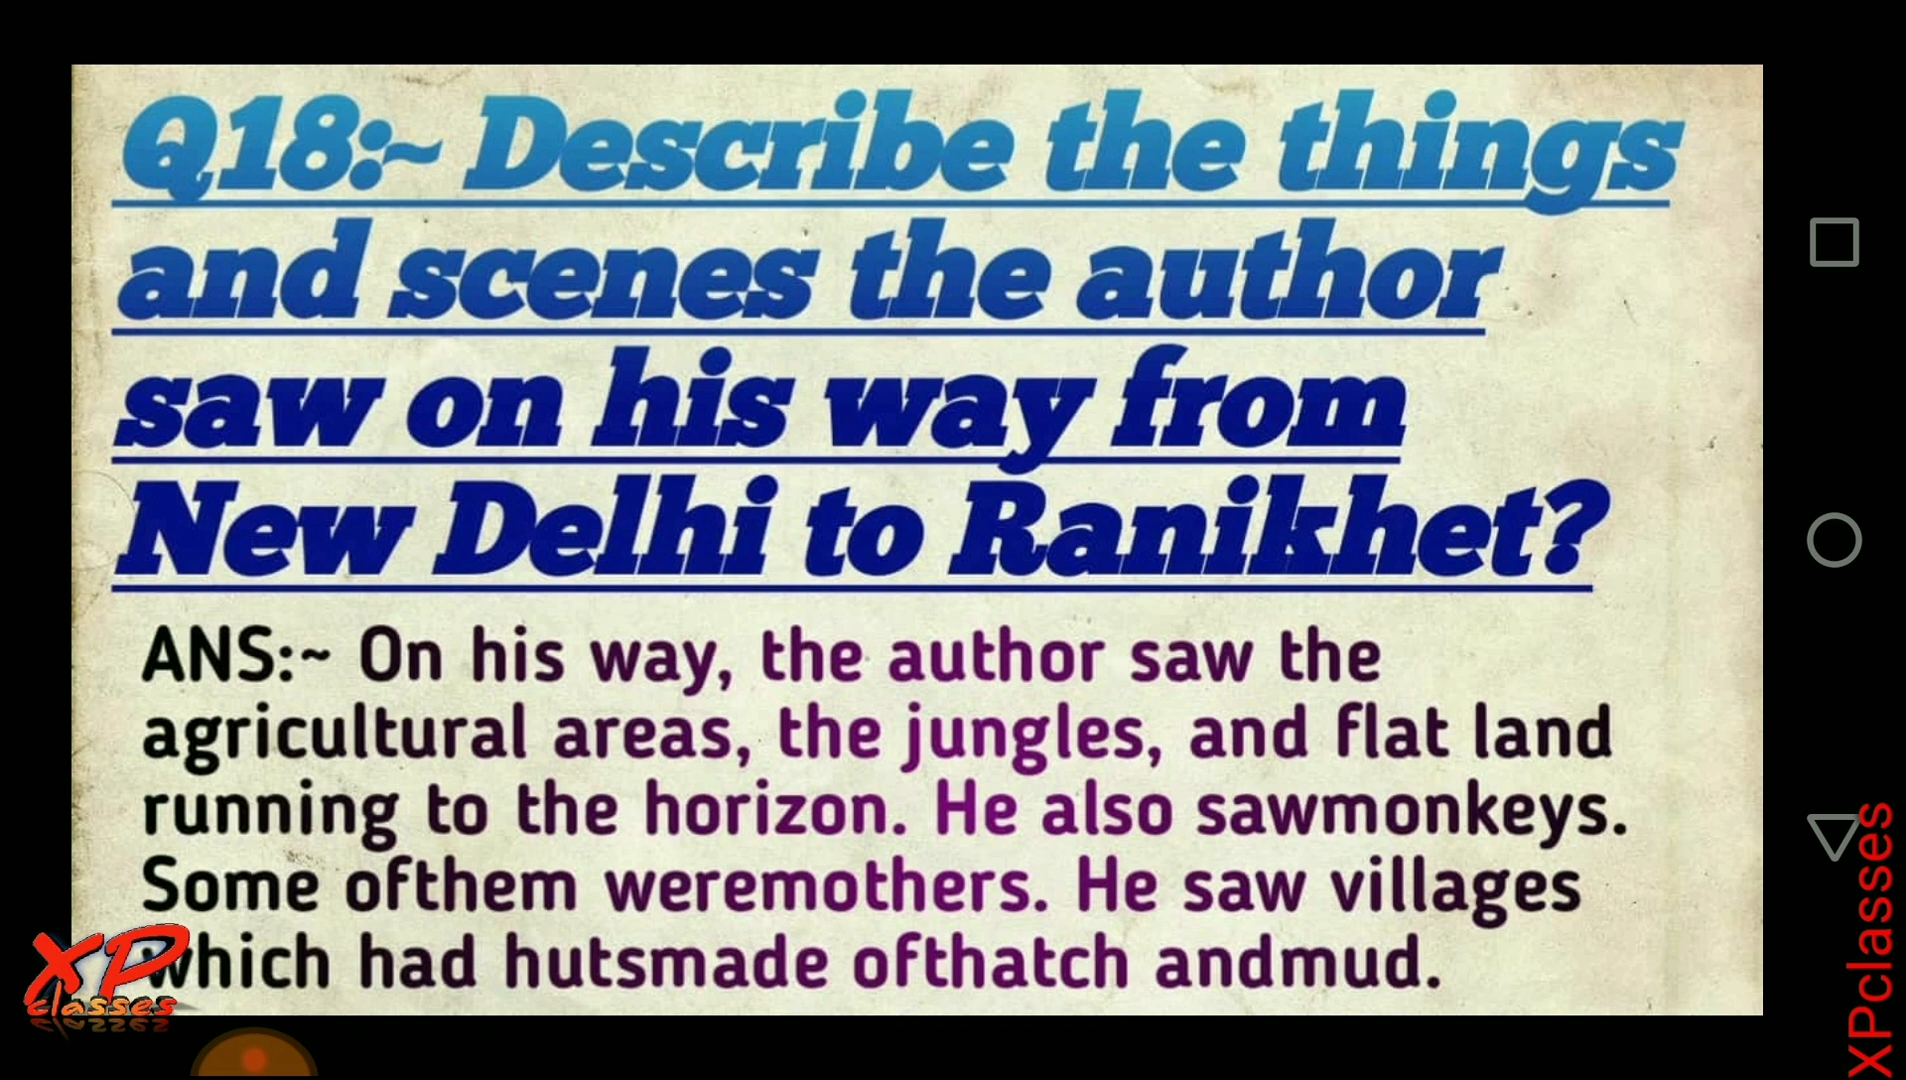 Q18:~ Describe the things
and scenes the author
saw on his way from
New Delhi to Ranikhet?
ANS:~ On his way, the author saw the
agricultural areas, the jungles, and flat land
running to the horizon. He also sawmonkeys.
Some ofthem weremothers. He saw villages
which had hutsmade ofthatch andmud.
XP
classes
XPclasses